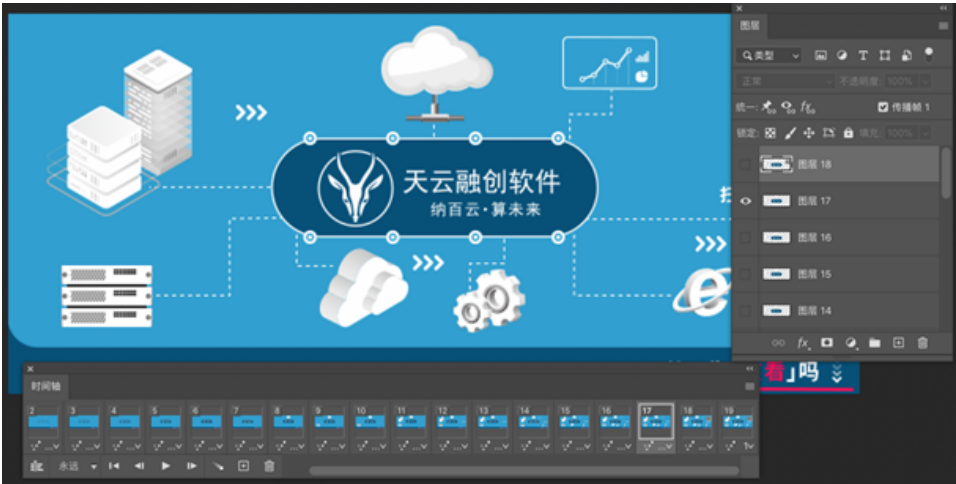 图层
类型
正常
不透明度: 100%
统一:
传播帧 1
锁定:
填充: 100%
图层 18
图层 17
图层 16
图层 15
图层 14
天云融创软件
纳百云·算未来
看」吗
时间轴
2 3 4 5 6 7 8 9 10 11 12 13 14 15 16 17 18 19
永远